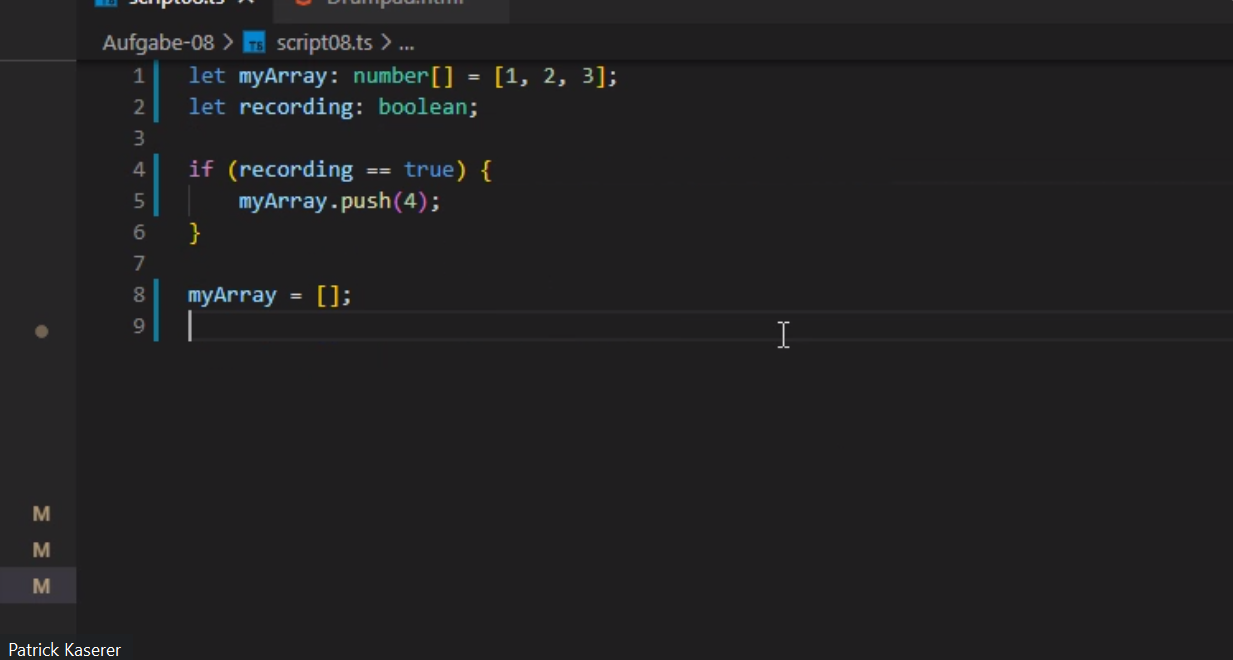 script08.ts
Drumpad.html
Aufgabe-08 > TS script08.ts > ...
1 let myArray: number[] = [1, 2, 3];
2 let recording: boolean;
3
4 if (recording == true) {
5     myArray.push(4);
6 }
7
8 myArray = [];
9
M
M
M
Patrick Kaserer